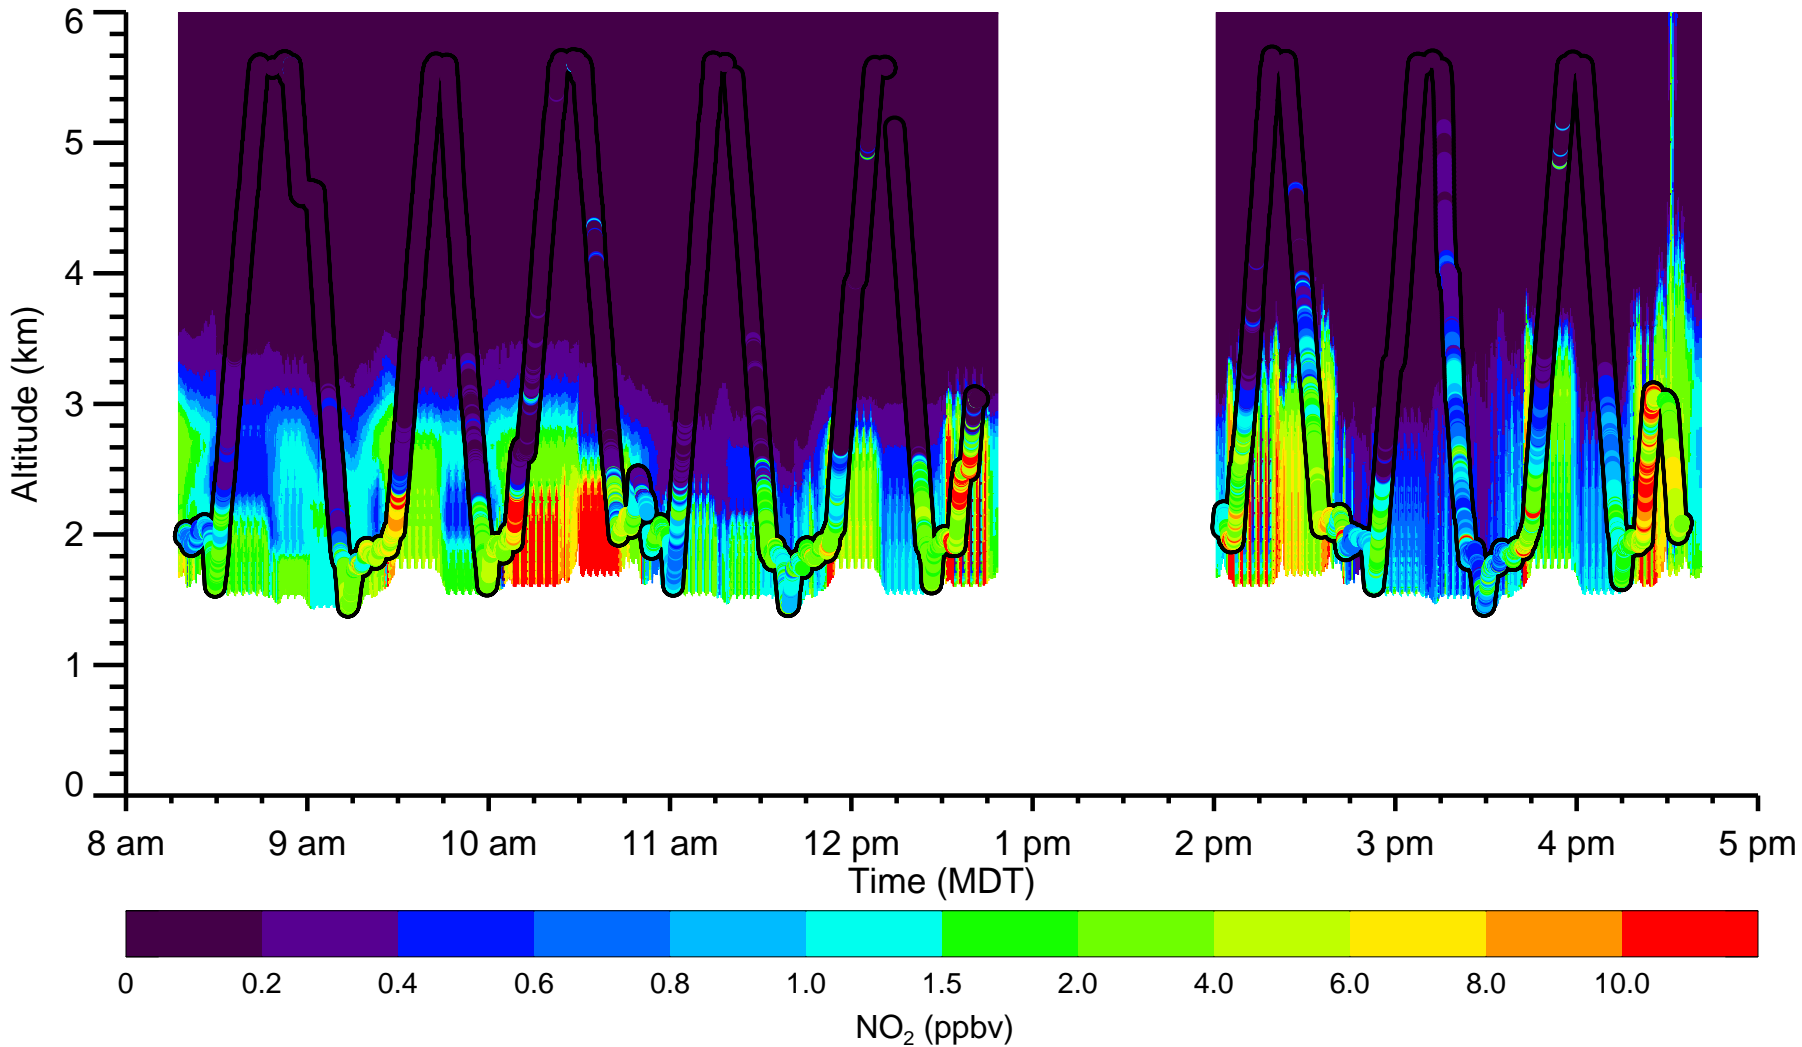 6
5
4
3
2
1
0
Altitude (km)
8 am 9 am 10 am 11 am 12 pm 1 pm 2 pm 3 pm 4 pm 5 pm
Time (MDT)
0 0.2 0.4 0.6 0.8 1.0 1.5 2.0 4.0 6.0 8.0 10.0
NO₂ (ppbv)